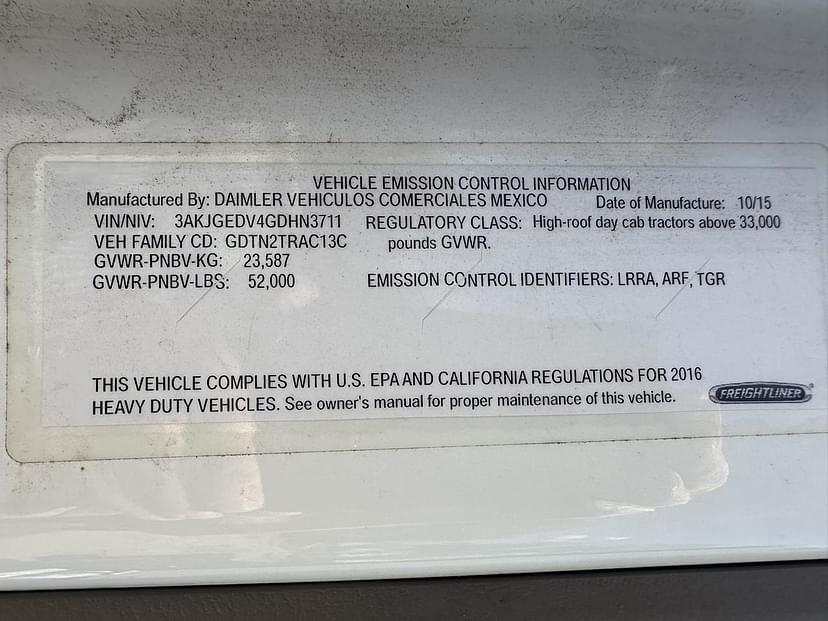 VEHICLE EMISSION CONTROL INFORMATION
Manufactured By: DAIMLER VEHICULOS COMERCIALES MEXICO Date of Manufacture: 10/15
VIN/NIV: 3AKJGEDV4GDHN3711 REGULATORY CLASS: High-roof day cab tractors above 33,000
VEH FAMILY CD: GDTN2TRAC13C pounds GVWR.
GVWR-PNBV-KG: 23,587
GVWR-PNBV-LBS: 52,000 EMISSION CONTROL IDENTIFIERS: LRRA, ARF, TGR
THIS VEHICLE COMPLIES WITH U.S. EPA AND CALIFORNIA REGULATIONS FOR 2016
HEAVY DUTY VEHICLES. See owner's manual for proper maintenance of this vehicle.
FREIGHTLINER